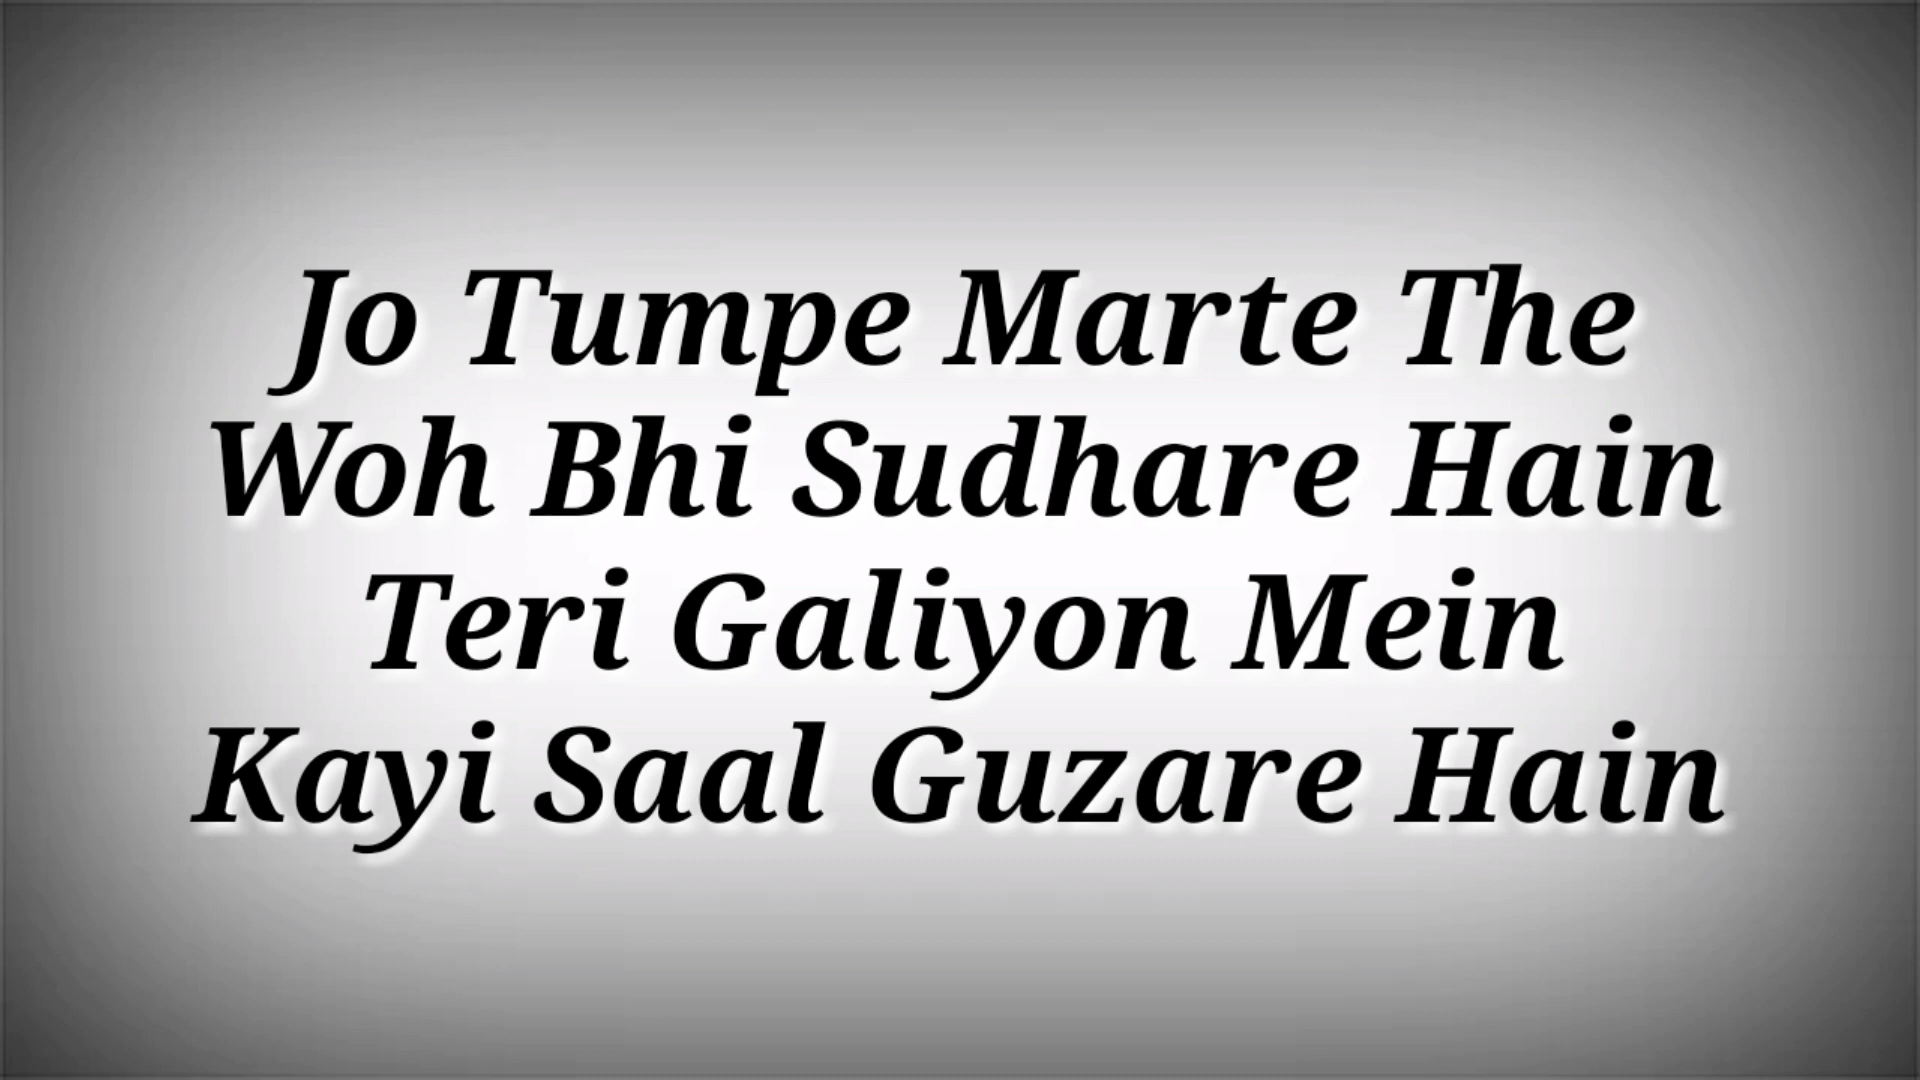 Jo Tumpe Marte The
Woh Bhi Sudhare Hain
Teri Galiyon Mein
Kayi Saal Guzare Hain